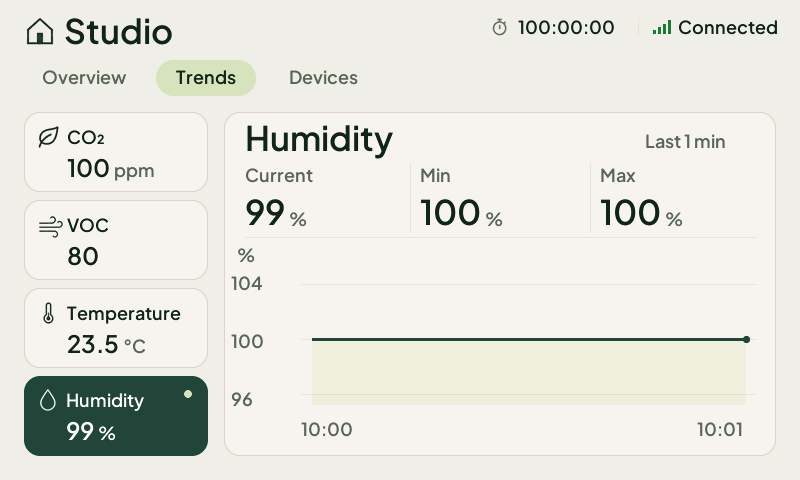 Studio
100:00:00
Connected
Overview
Trends
Devices
CO₂
100 ppm
VOC
80
Temperature
23.5 °C
Humidity
99 %
Humidity
Last 1 min
Current
99 %
Min
100 %
Max
100 %
%
104
100
96
10:00
10:01